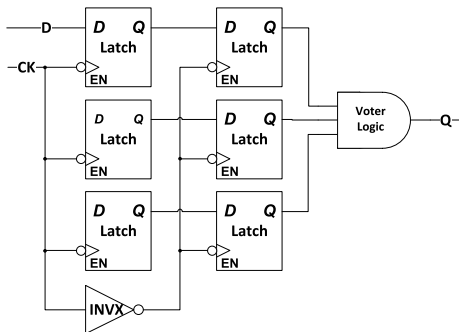 D
D Q D Q
Latch Latch
CK
EN EN
D Q D Q
Latch Latch
Voter
Logic
Q
EN EN
D Q D Q
Latch Latch
EN EN
INVX